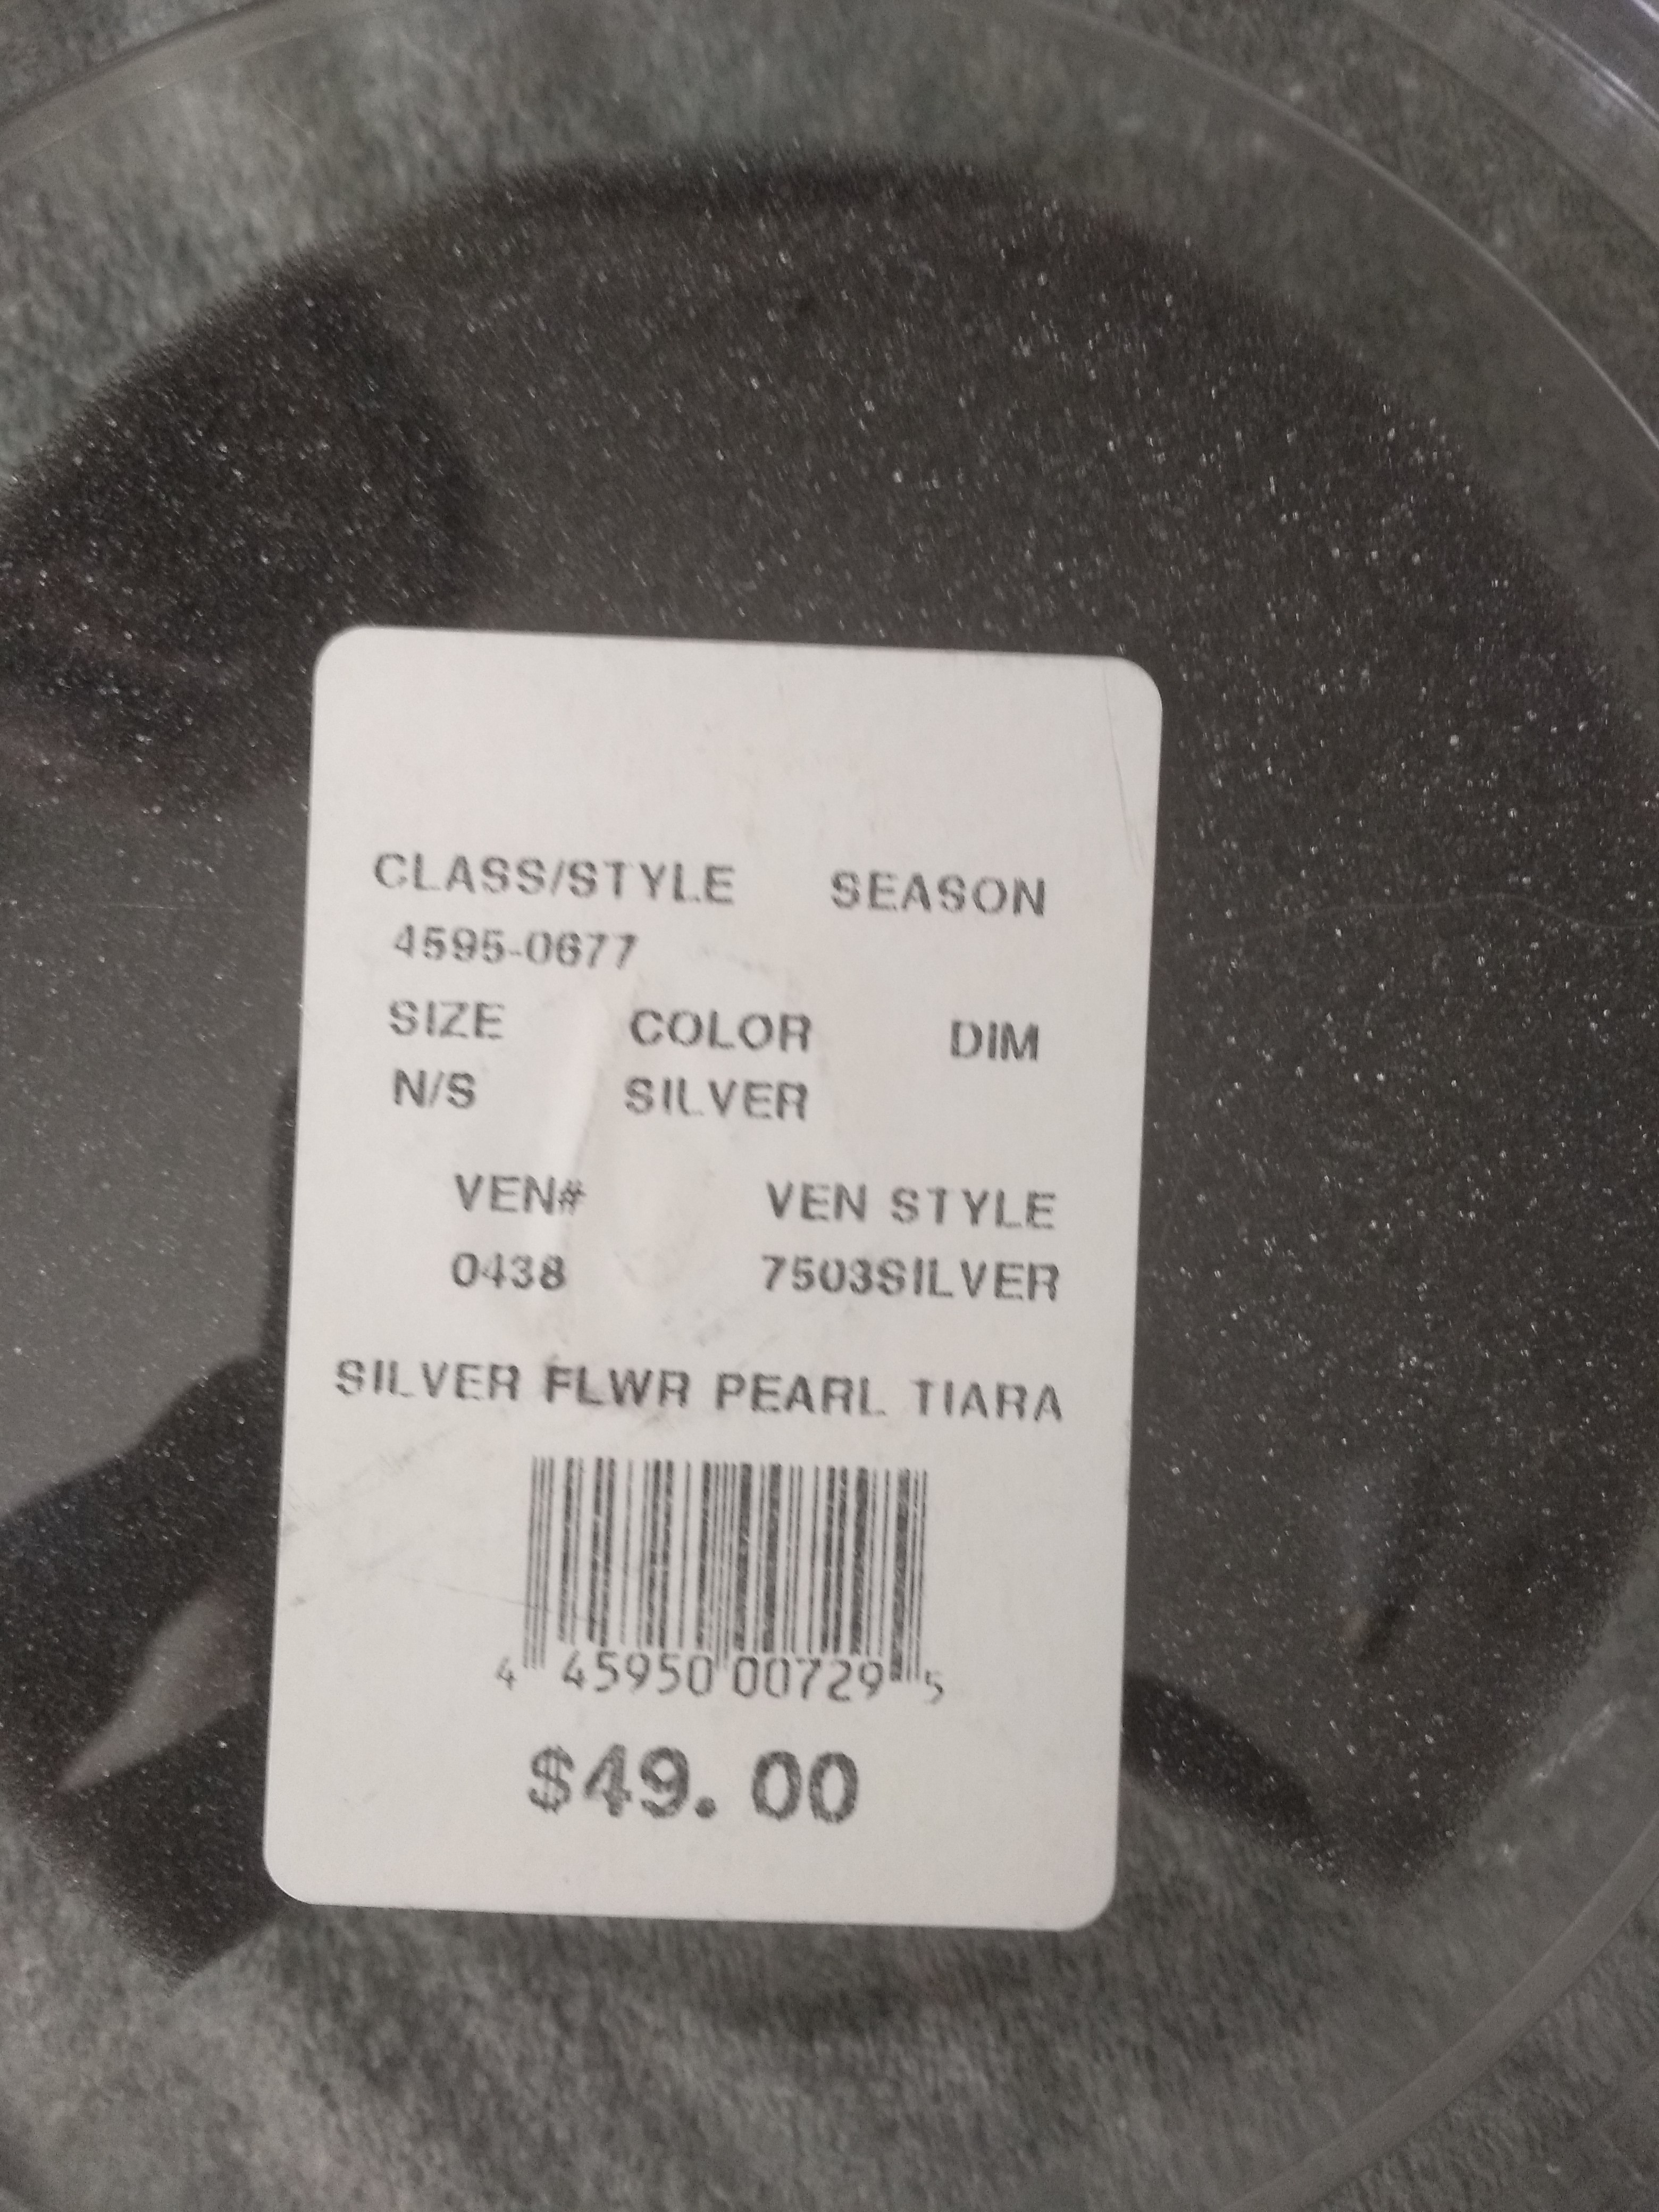 CLASS/STYLE SEASON
4595-0677
SIZE COLOR DIM
N/S SILVER
VEN# VEN STYLE
0438 7503SILVER
SILVER FLWR PEARL TIARA
4 45950 00729 5
$49.00